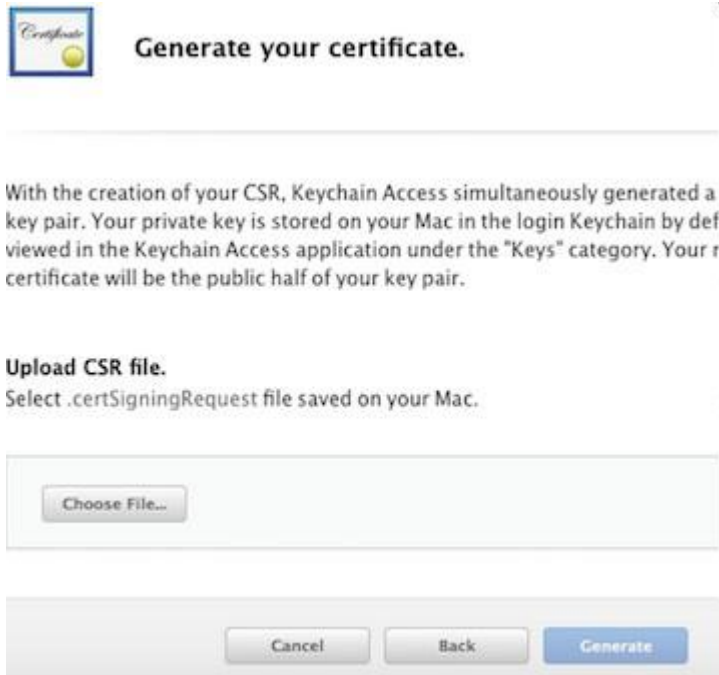 Certificate
Generate your certificate.
With the creation of your CSR, Keychain Access simultaneously generated a
key pair. Your private key is stored on your Mac in the login Keychain by def
viewed in the Keychain Access application under the "Keys" category. Your r
certificate will be the public half of your key pair.
Upload CSR file.
Select .certSigningRequest file saved on your Mac.
Choose File...
Cancel
Back
Generate